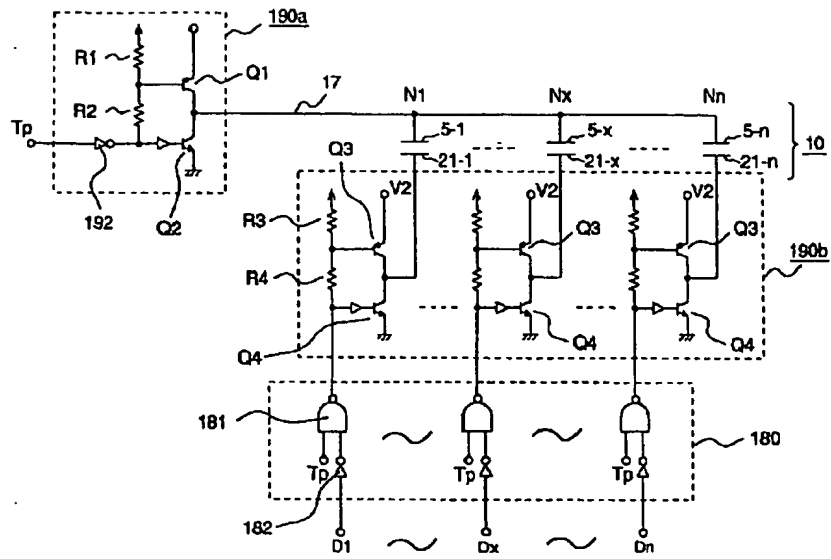 190a
R1
Q1
R2
17
N1
Nx
Nn
Tp
5-1
5-x
5-n
10
21-1
21-x
21-n
192
Q2
Q3
V2
V2
V2
R3
Q3
Q3
R4
190b
Q4
Q4
Q4
181
180
Tp
Tp
Tp
182
D1
Dx
Dn